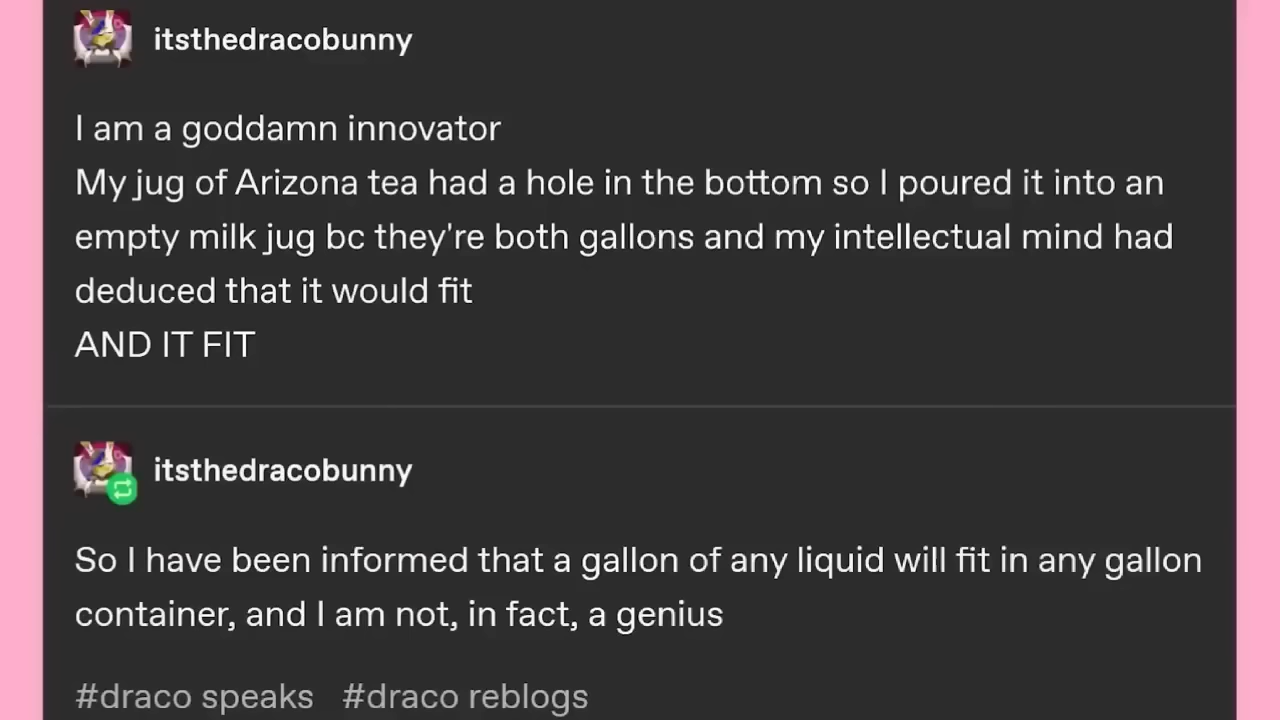 itsthedracobunny
I am a goddamn innovator
My jug of Arizona tea had a hole in the bottom so I poured it into an
empty milk jug bc they're both gallons and my intellectual mind had
deduced that it would fit
AND IT FIT
itsthedracobunny
So I have been informed that a gallon of any liquid will fit in any gallon
container, and I am not, in fact, a genius
#draco speaks #draco reblogs